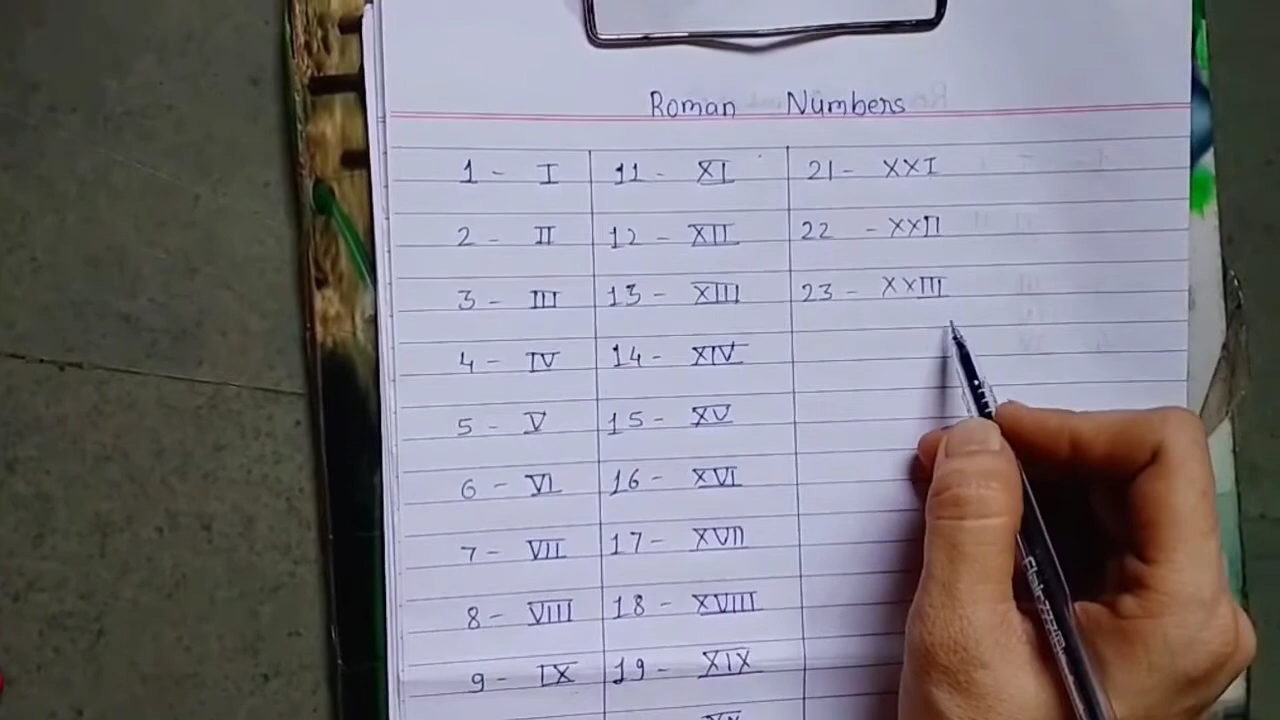 Roman Numbers
1 - I 11 - XI 21 - XXI
2 - II 12 - XII 22 - XXII
3 - III 13 - XIII 23 - XXIII
4 - IV 14 - XIV
5 - V 15 - XV
6 - VI 16 - XVI
7 - VII 17 - XVII
8 - VIII 18 - XVIII
9 - IX 19 - XIX